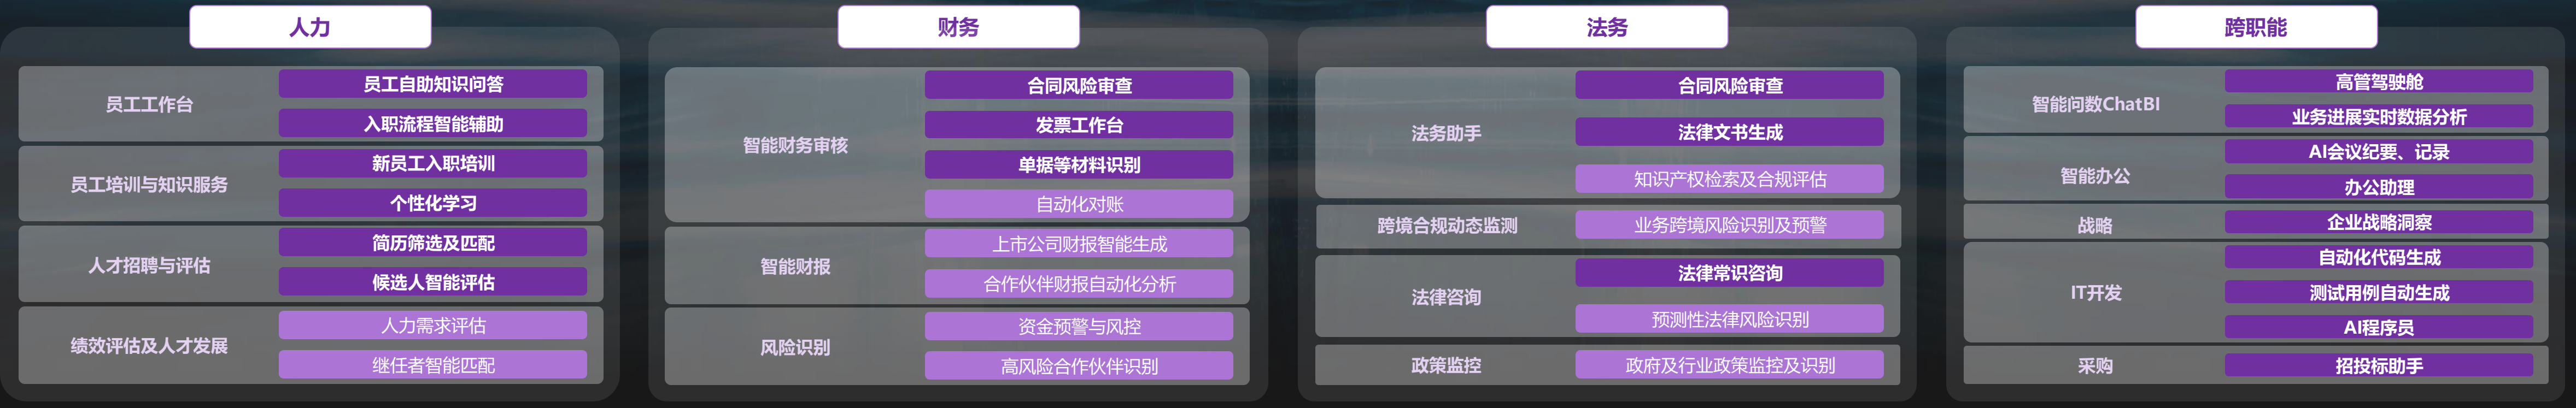 人力
员工工作台
员工自助知识问答
入职流程智能辅助
员工培训与知识服务
新员工入职培训
个性化学习
人才招聘与评估
简历筛选及匹配
候选人智能评估
绩效评估及人才发展
人力需求评估
继任者智能匹配
财务
智能财务审核
合同风险审查
发票工作台
单据等材料识别
自动化对账
智能财报
上市公司财报智能生成
合作伙伴财报自动化分析
风险识别
资金预警与风控
高风险合作伙伴识别
法务
法务助手
合同风险审查
法律文书生成
知识产权检索及合规评估
跨境合规动态监测
业务跨境风险识别及预警
法律咨询
法律常识咨询
预测性法律风险识别
政策监控
政府及行业政策监控及识别
跨职能
智能问数ChatBI
高管驾驶舱
业务进展实时数据分析
智能办公
AI会议纪要、记录
办公助理
战略
企业战略洞察
IT开发
自动化代码生成
测试用例自动生成
AI程序员
采购
招投标助手